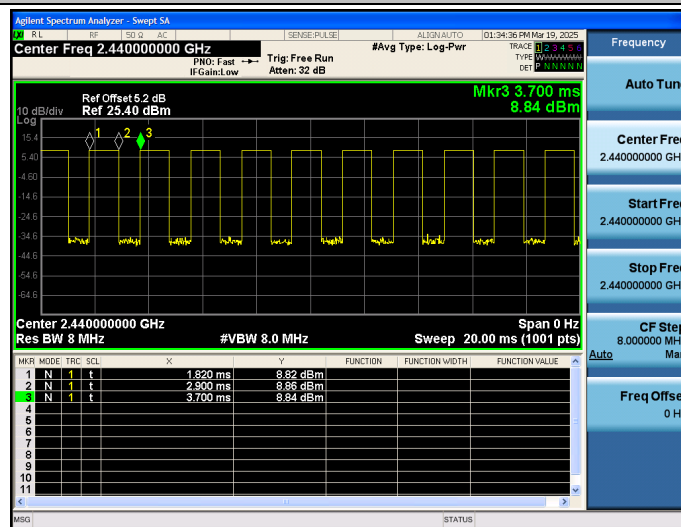 Agilent Spectrum Analyzer - Swept SA
LXI RL RF 50 Ω AC SENSE:PULSE ALIGN AUTO 01:34:36 PM Mar 19, 2025
Center Freq 2.440000000 GHz #Avg Type: Log-Pwr TRACE 1 2 3 4 5 6
PNO: Fast Trig: Free Run TYPE
IFGain:Low Atten: 32 dB DET P N N N N N
Ref Offset 5.2 dB Mkr3 3.700 ms
10 dB/div Ref 25.40 dBm 8.84 dBm
Log
1 2 3
15.4
5.40
-4.60
-14.6
-24.6
-34.6
-44.6
-54.6
-64.6
Center 2.440000000 GHz Span 0 Hz
Res BW 8 MHz #VBW 8.0 MHz Sweep 20.00 ms (1001 pts)
MKR MODE TRC SCL X Y FUNCTION FUNCTION WIDTH FUNCTION VALUE
1 N 1 t 1.820 ms 8.82 dBm
2 N 1 t 2.900 ms 8.86 dBm
3 N 1 t 3.700 ms 8.84 dBm
4
5
6
7
8
9
10
11
MSG STATUS
Frequency
Auto Tun
Center Fre
2.440000000 GH
Start Fre
2.440000000 GH
Stop Fre
2.440000000 GH
CF Step
8.000000 MH
Auto Ma
Freq Offse
0 H